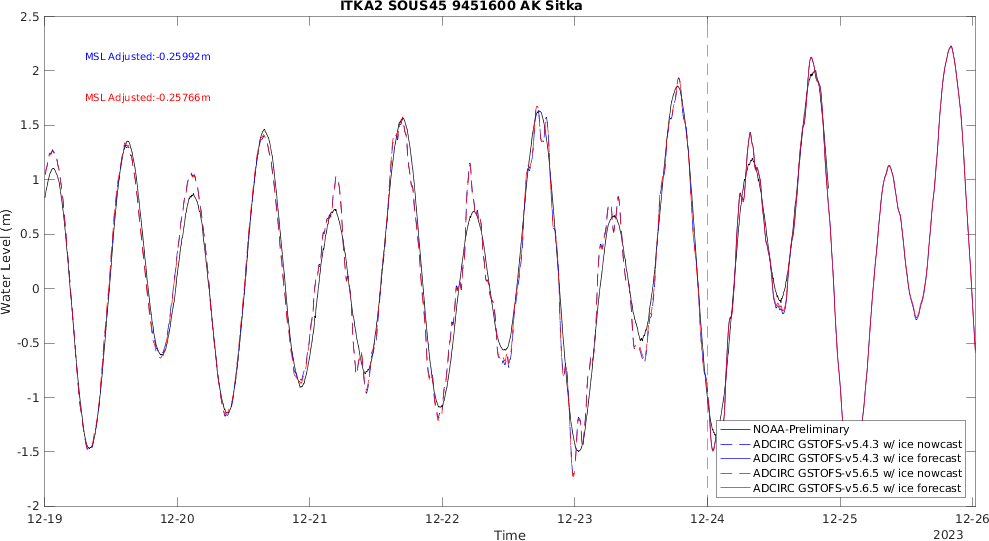 ITKA2 SOUS45 9451600 AK Sitka
MSL Adjusted:-0.25992m
MSL Adjusted:-0.25766m
Water Level (m)
2.5
2
1.5
1
0.5
0
-0.5
-1
-1.5
-2
NOAA-Preliminary
ADCIRC GSTOFS-v5.4.3 w/ ice nowcast
ADCIRC GSTOFS-v5.4.3 w/ ice forecast
ADCIRC GSTOFS-v5.6.5 w/ ice nowcast
ADCIRC GSTOFS-v5.6.5 w/ ice forecast
12-19 12-20 12-21 12-22 12-23 12-24 12-25 12-26
Time
2023